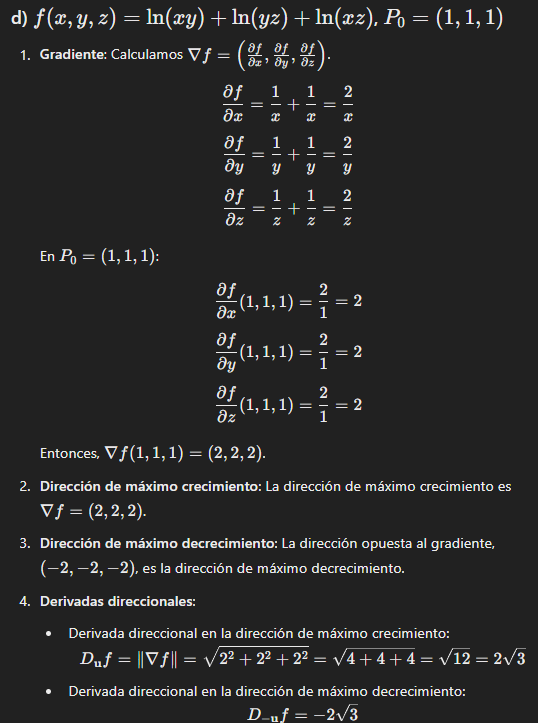 d) f(x, y, z) = ln(xy) + ln(yz) + ln(xz), P₀ = (1, 1, 1)
1. Gradiente: Calculamos ∇f = (∂f/∂x, ∂f/∂y, ∂f/∂z).
∂f/∂x = 1/x + 1/x = 2/x
∂f/∂y = 1/y + 1/y = 2/y
∂f/∂z = 1/z + 1/z = 2/z
En P₀ = (1, 1, 1):
∂f/∂x (1, 1, 1) = 2/1 = 2
∂f/∂y (1, 1, 1) = 2/1 = 2
∂f/∂z (1, 1, 1) = 2/1 = 2
Entonces, ∇f(1, 1, 1) = (2, 2, 2).
2. Dirección de máximo crecimiento: La dirección de máximo crecimiento es
∇f = (2, 2, 2).
3. Dirección de máximo decrecimiento: La dirección opuesta al gradiente,
(−2, −2, −2), es la dirección de máximo decrecimiento.
4. Derivadas direccionales:
• Derivada direccional en la dirección de máximo crecimiento:
D_u f = ‖∇f‖ = √(2² + 2² + 2²) = √(4 + 4 + 4) = √12 = 2√3
• Derivada direccional en la dirección de máximo decrecimiento:
D_−u f = −2√3